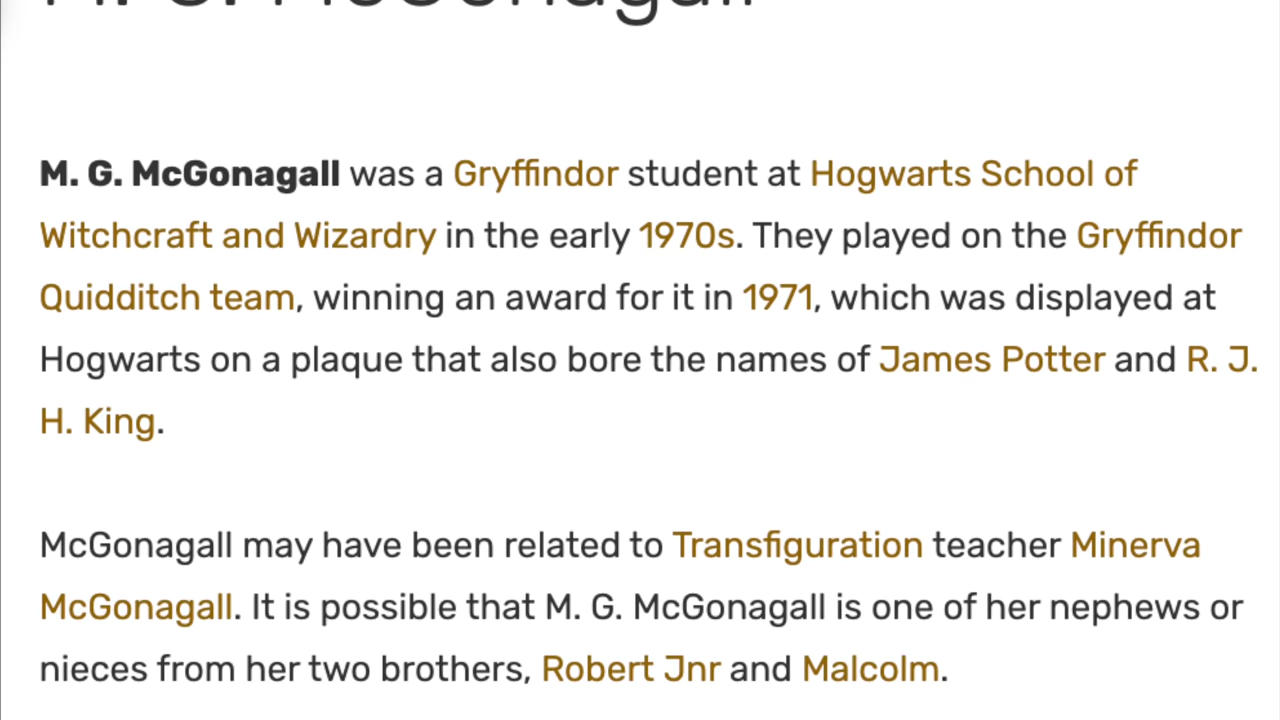 M. G. McGonagall
M. G. McGonagall was a Gryffindor student at Hogwarts School of
Witchcraft and Wizardry in the early 1970s. They played on the Gryffindor
Quidditch team, winning an award for it in 1971, which was displayed at
Hogwarts on a plaque that also bore the names of James Potter and R. J.
H. King.
McGonagall may have been related to Transfiguration teacher Minerva
McGonagall. It is possible that M. G. McGonagall is one of her nephews or
nieces from her two brothers, Robert Jnr and Malcolm.